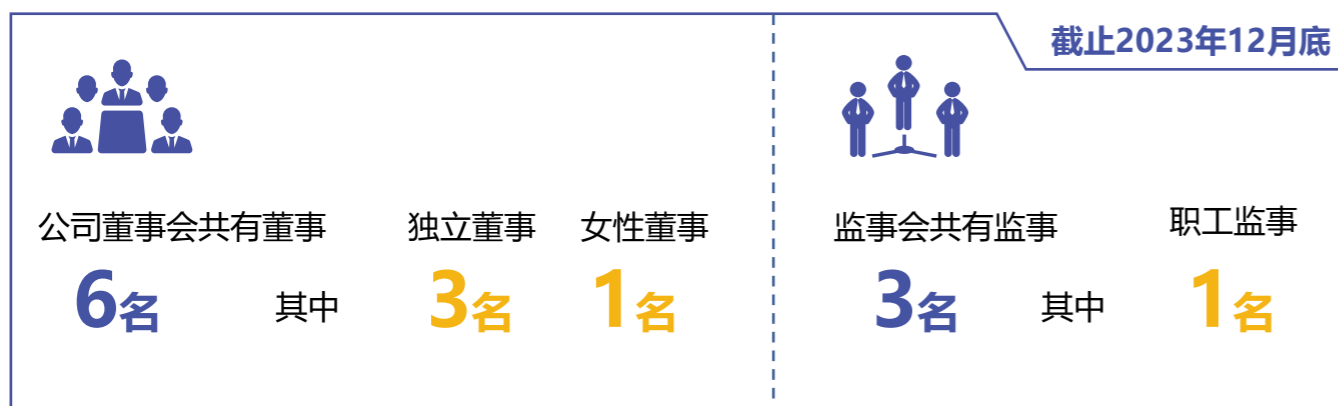 截止2023年12月底
公司董事会共有董事
6名
其中
独立董事
3名
女性董事
1名
监事会共有监事
3名
其中
职工监事
1名